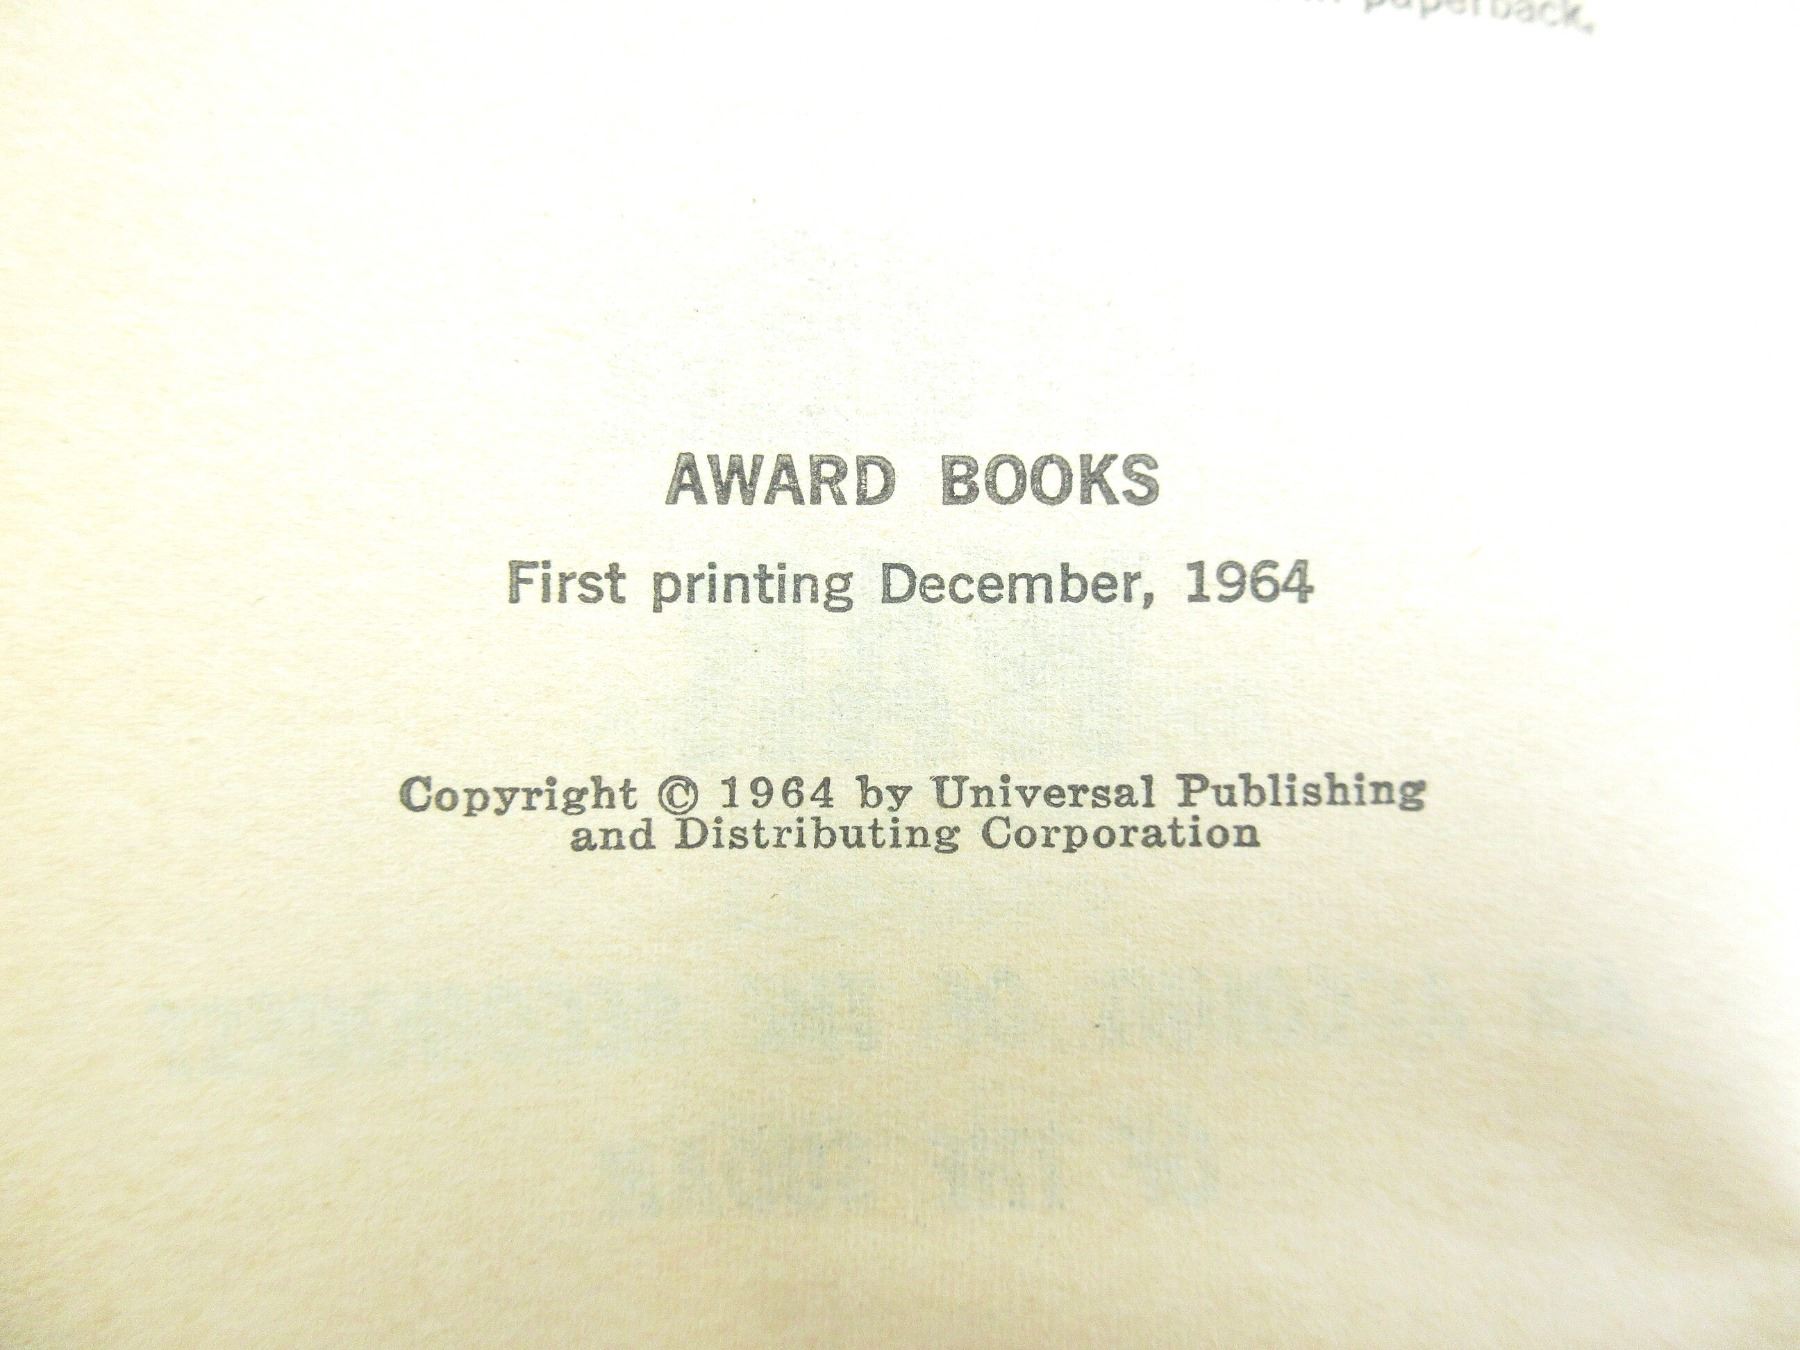 paperback.
AWARD BOOKS
First printing December, 1964
Copyright © 1964 by Universal Publishing
and Distributing Corporation